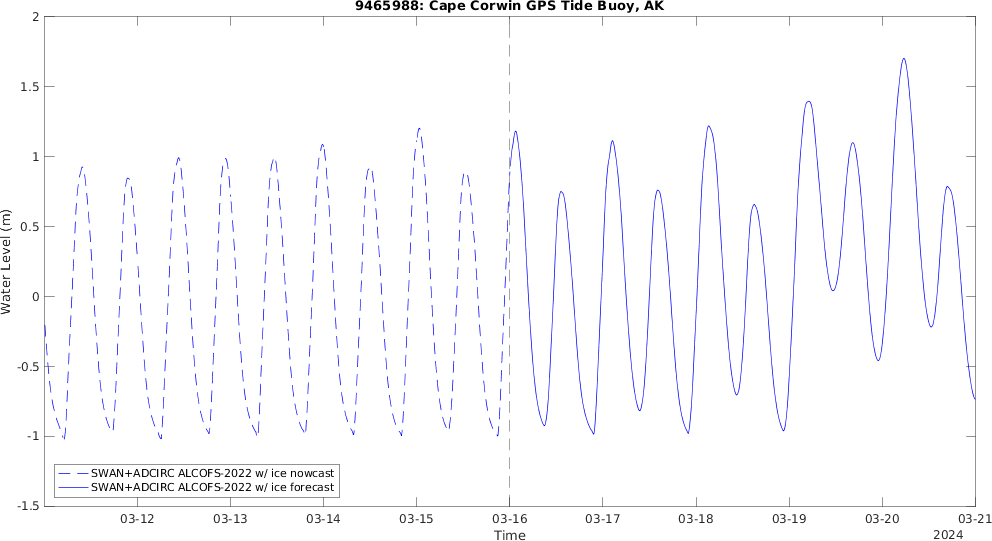 9465988: Cape Corwin GPS Tide Buoy, AK
2
1.5
1
0.5
0
-0.5
-1
-1.5
Water Level (m)
SWAN+ADCIRC ALCOFS-2022 w/ ice nowcast
SWAN+ADCIRC ALCOFS-2022 w/ ice forecast
03-12 03-13 03-14 03-15 03-16 03-17 03-18 03-19 03-20 03-21
Time
2024